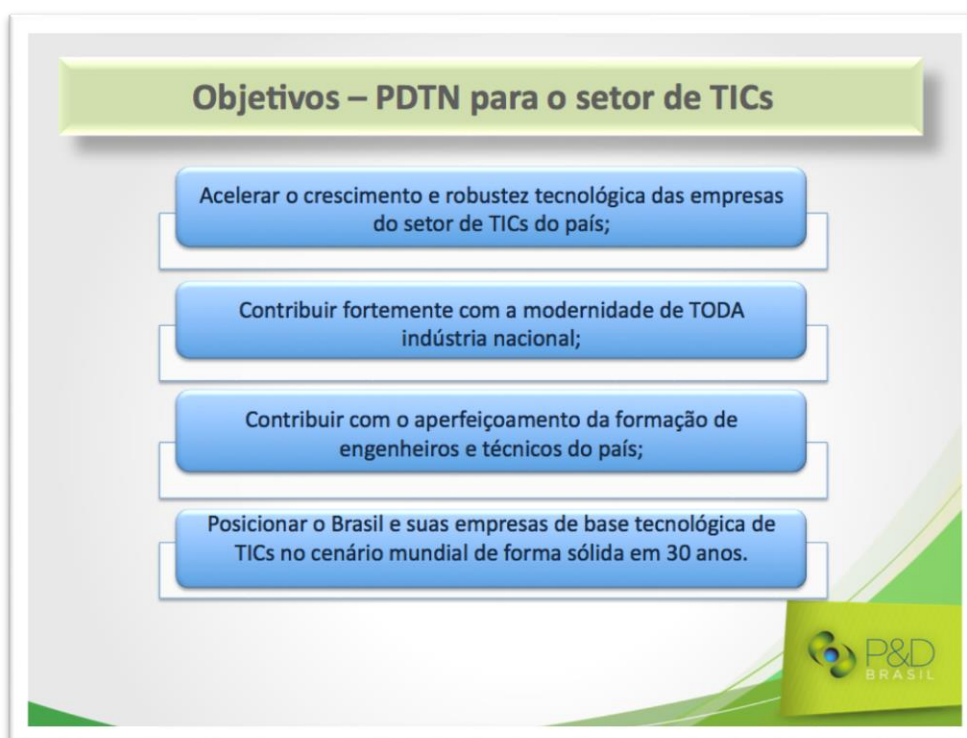 Objetivos – PDTN para o setor de TICs
Acelerar o crescimento e robustez tecnológica das empresas
do setor de TICs do país;
Contribuir fortemente com a modernidade de TODA
indústria nacional;
Contribuir com o aperfeiçoamento da formação de
engenheiros e técnicos do país;
Posicionar o Brasil e suas empresas de base tecnológica de
TICs no cenário mundial de forma sólida em 30 anos.
P&D
BRASIL